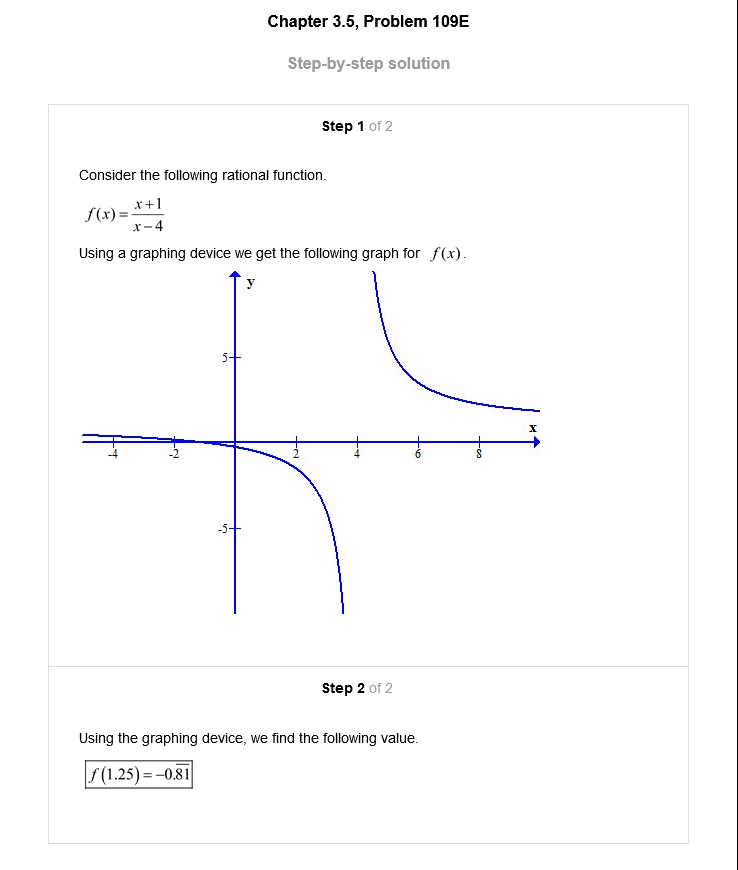 Chapter 3.5, Problem 109E
Step-by-step solution
Step 1 of 2
Consider the following rational function.
f(x) = \frac{x+1}{x-4}
Using a graphing device we get the following graph for f(x).
y
5
x
-4 -2 2 4 6 8
-5
Step 2 of 2
Using the graphing device, we find the following value.
f(1.25) = -0.\overline{81}